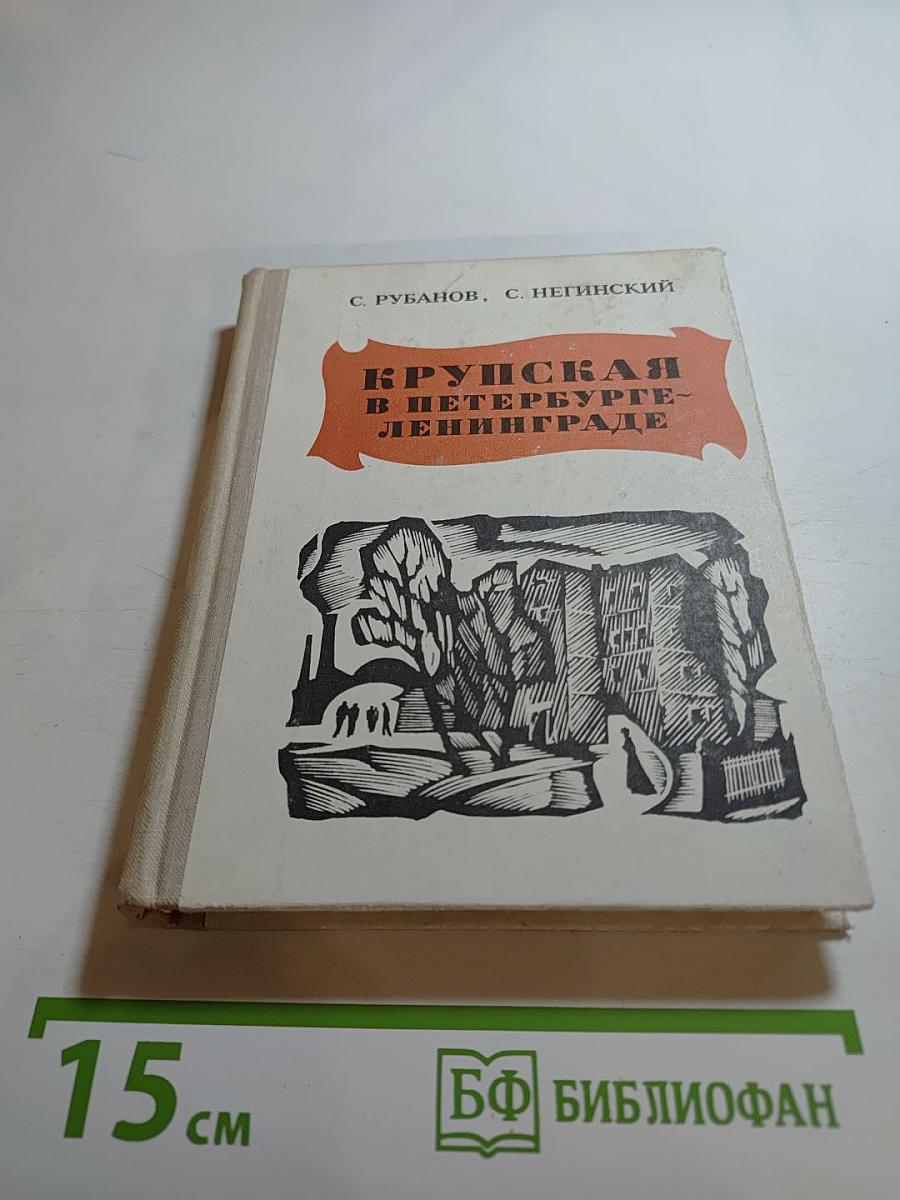 С. РУБАНОВ, С. НЕГИНСКИЙ
КРУПСКАЯ
В ПЕТЕРБУРГЕ~
ЛЕНИНГРАДЕ
15 см
БФ БИБЛИОФАН